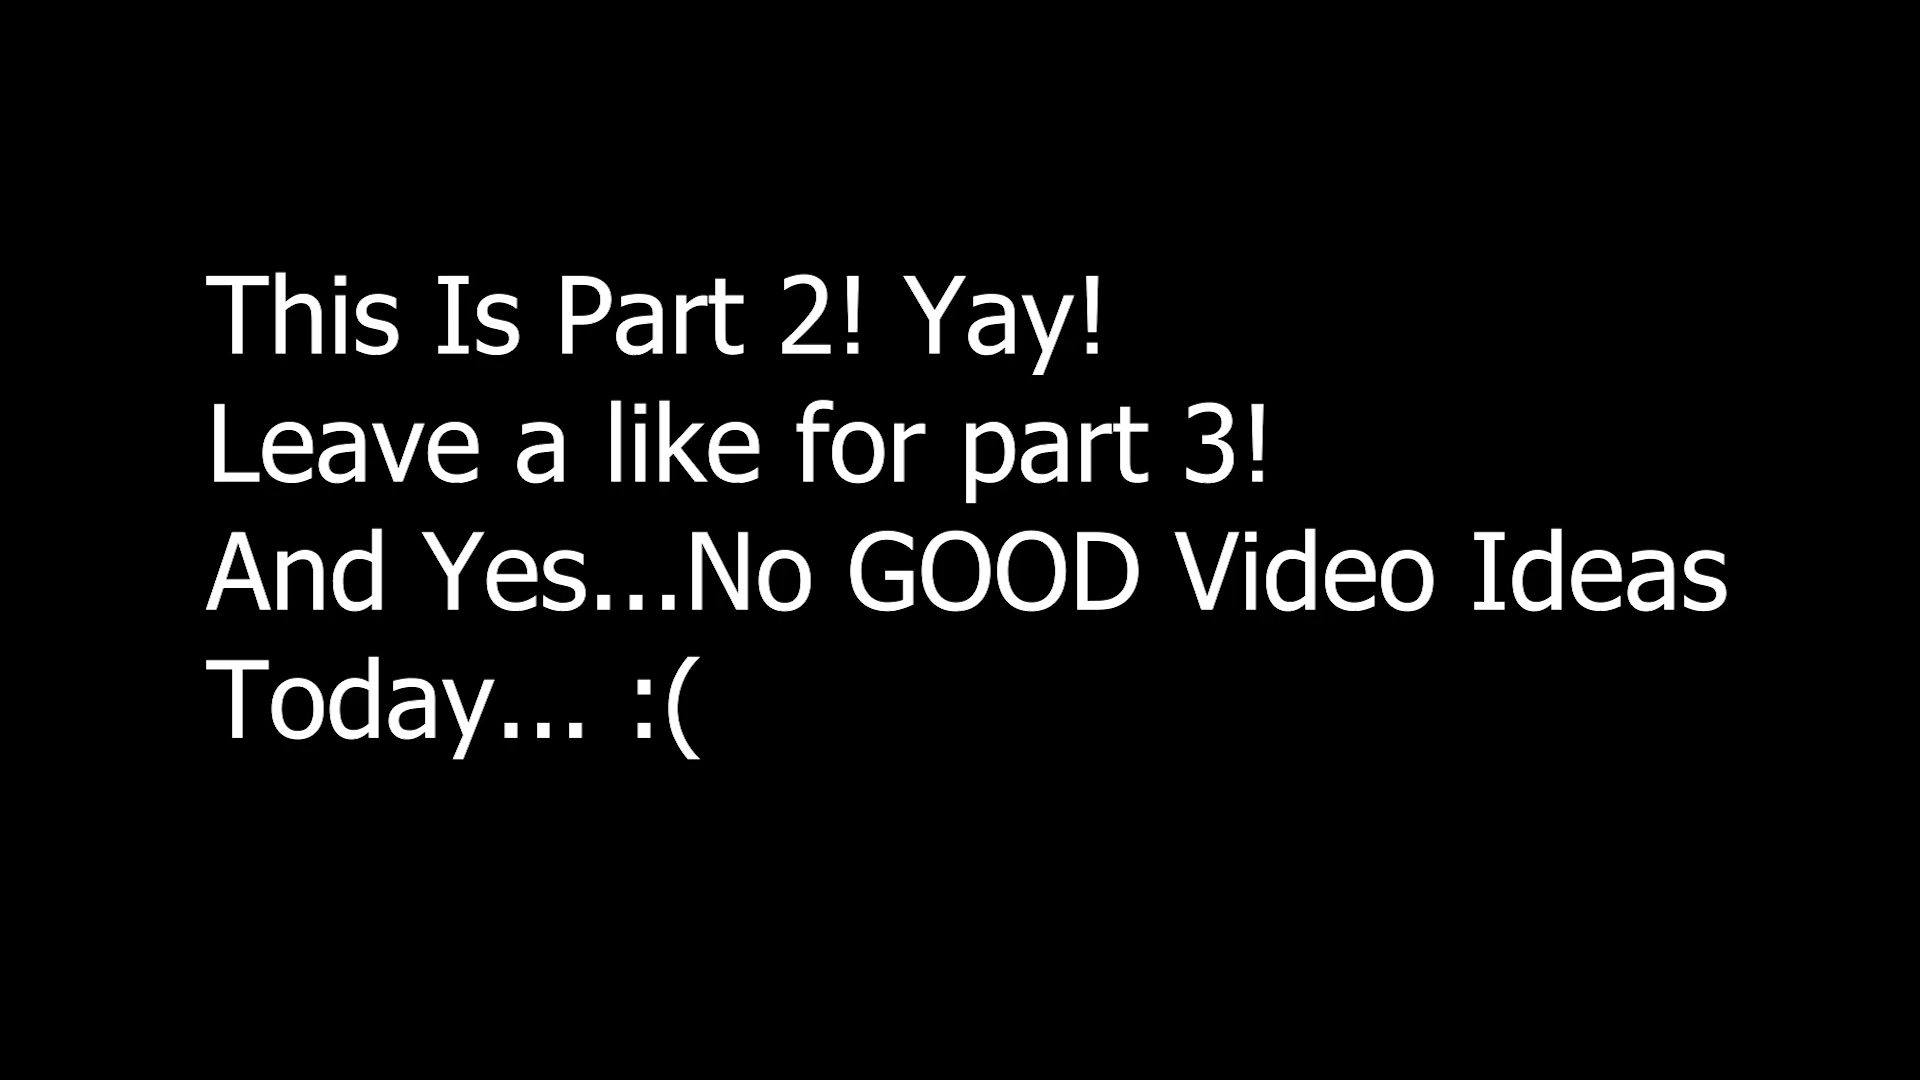 This Is Part 2! Yay!
Leave a like for part 3!
And Yes...No GOOD Video Ideas
Today... :(